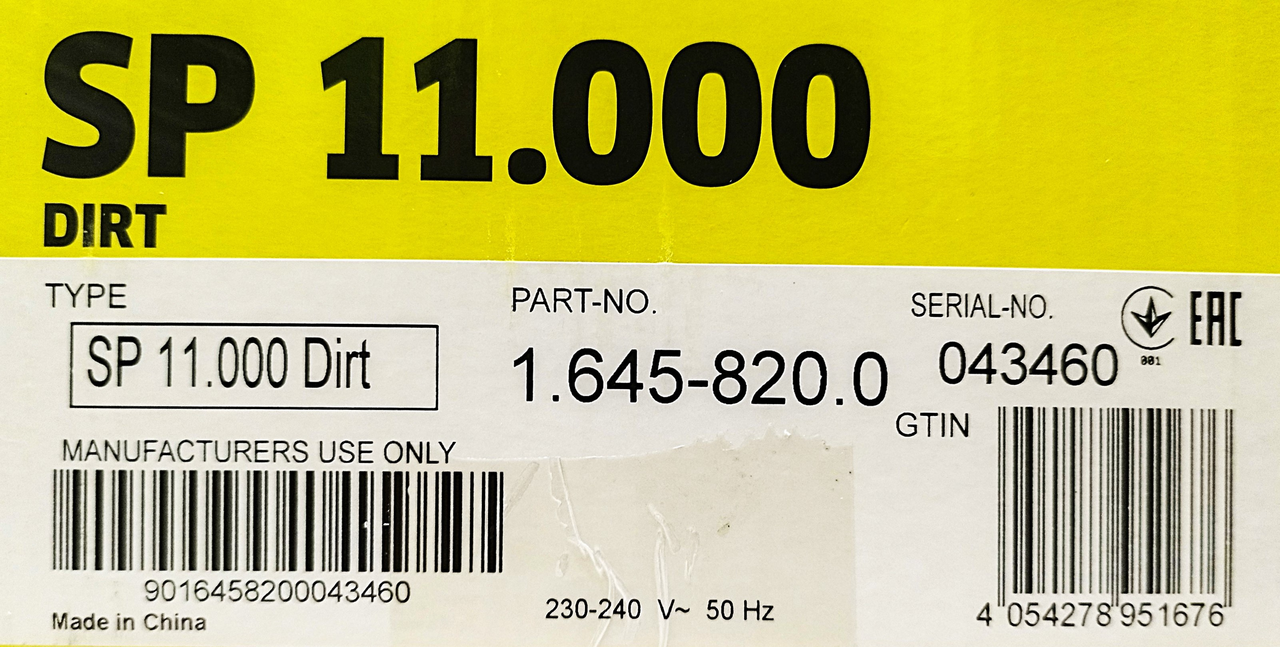 SP 11.000
DIRT
TYPE
SP 11.000 Dirt
PART-NO.
1.645-820.0
SERIAL-NO.
043460
001
EAC
GTIN
4 054278 951676
MANUFACTURERS USE ONLY
9016458200043460
Made in China
230-240 V~ 50 Hz